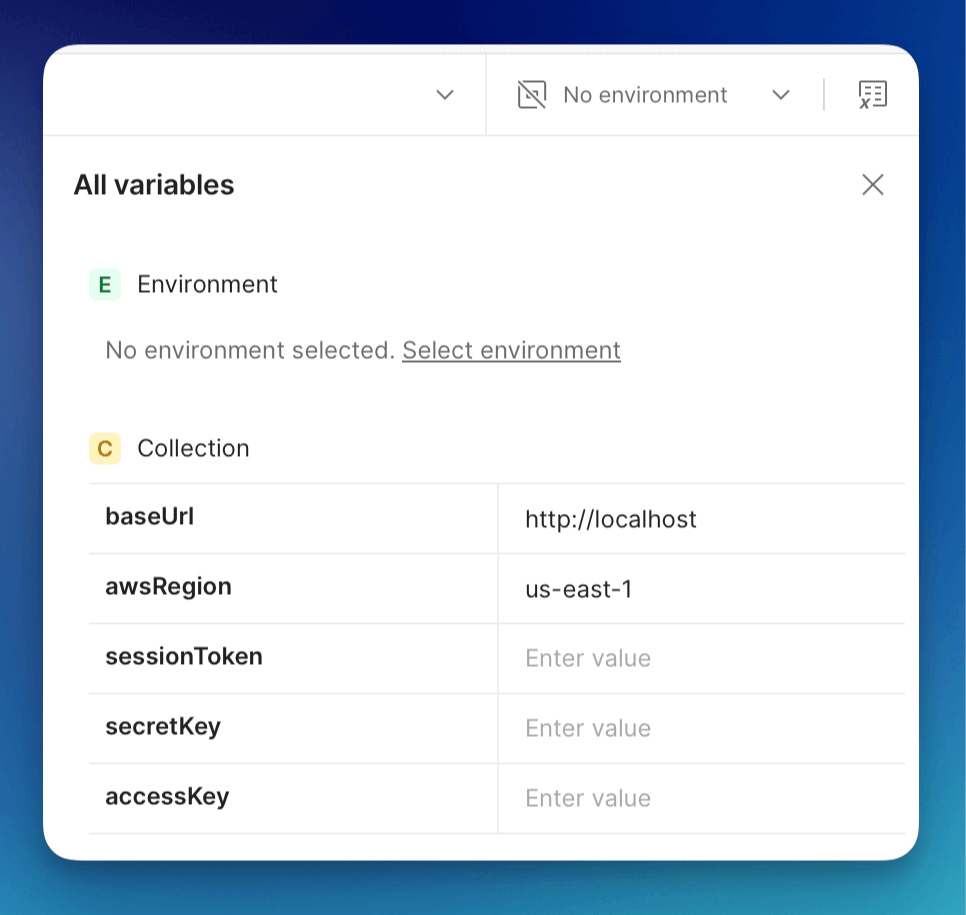 No environment
All variables
E Environment
No environment selected. Select environment
C Collection
baseUrl http://localhost
awsRegion us-east-1
sessionToken Enter value
secretKey Enter value
accessKey Enter value